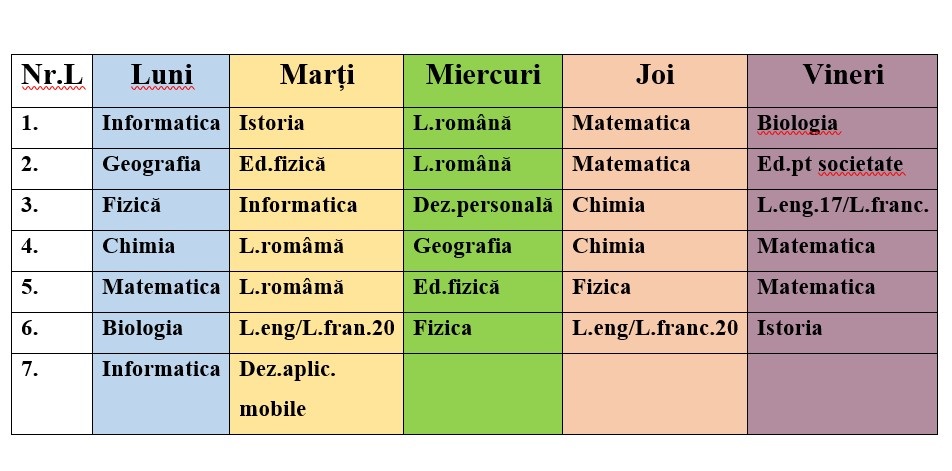 Nr.L Luni Marți Miercuri Joi Vineri
1. Informatica Istoria L.română Matematica Biologia
2. Geografia Ed.fizică L.română Matematica Ed.pt societate
3. Fizică Informatica Dez.personală Chimia L.eng.17/L.franc.
4. Chimia L.româmă Geografia Chimia Matematica
5. Matematica L.româmă Ed.fizică Fizica Matematica
6. Biologia L.eng/L.fran.20 Fizica L.eng/L.franc.20 Istoria
7. Informatica Dez.aplic.
mobile